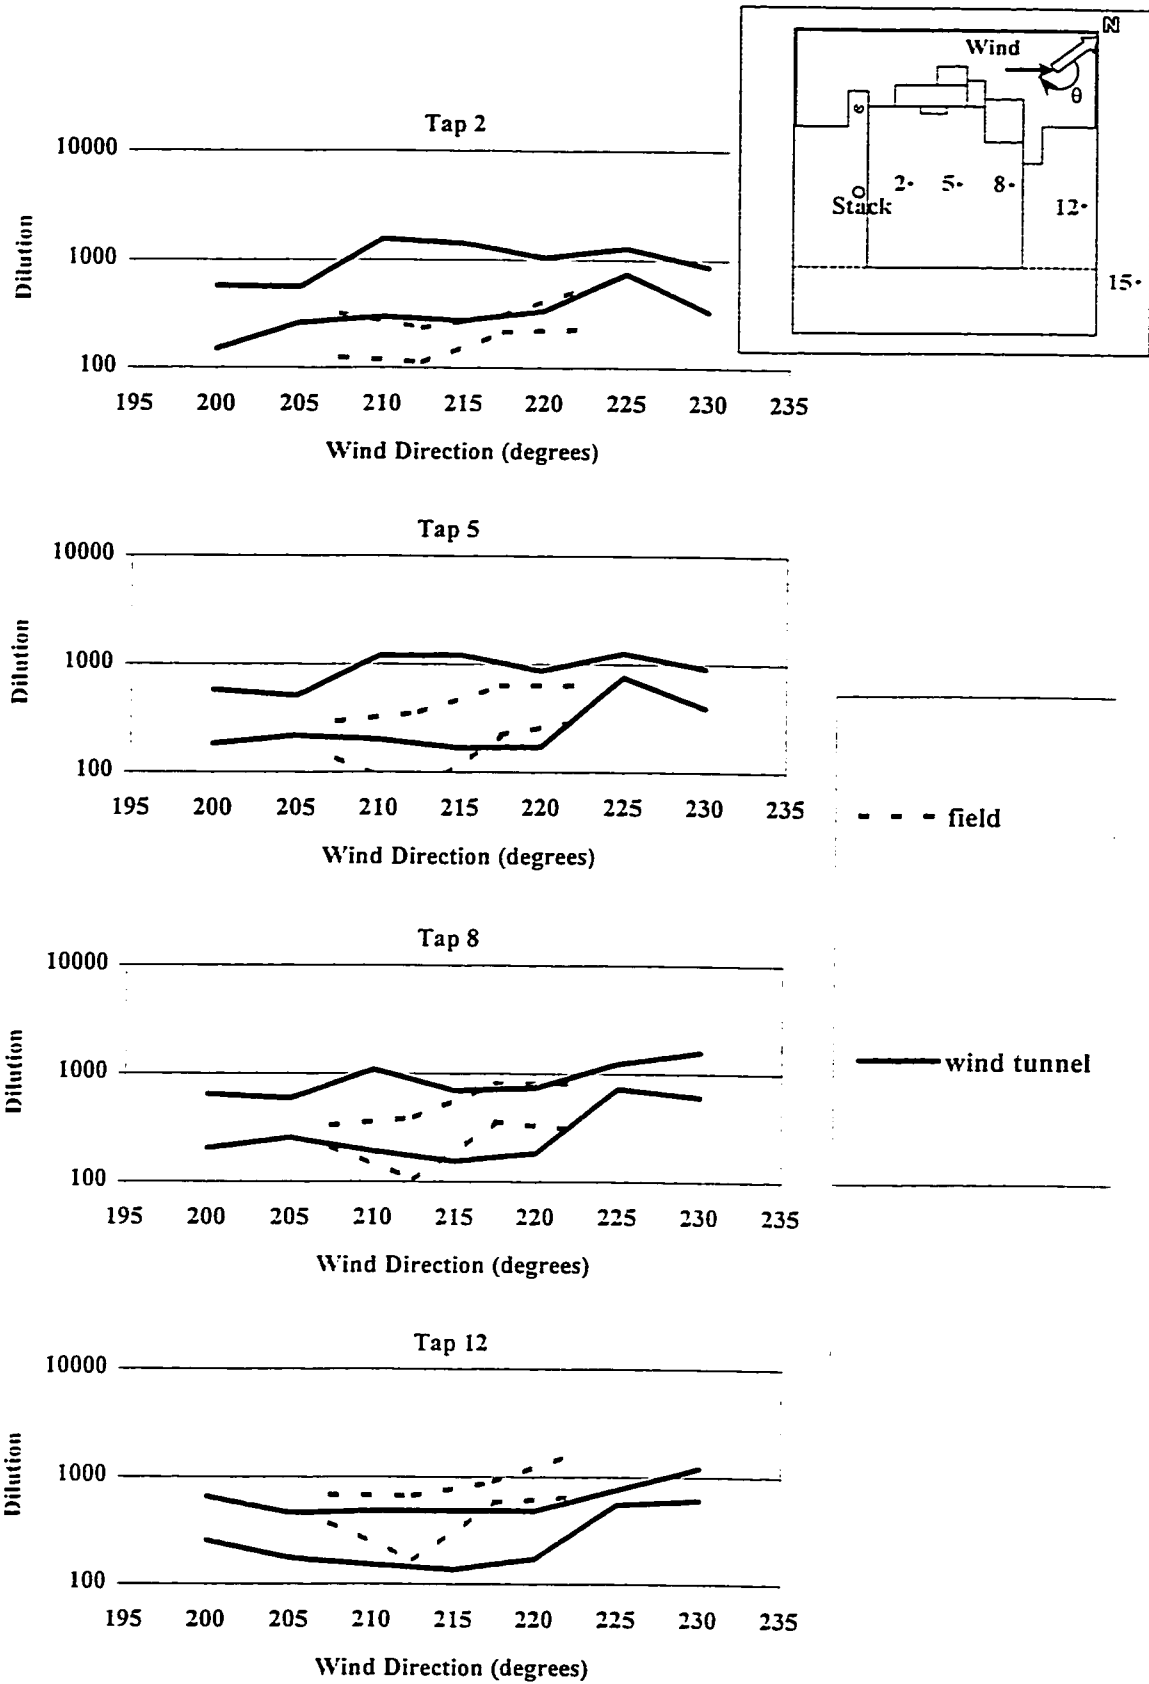 N
Wind
θ
2· 5· 8·
Stack
12·
15·
Tap 2
10000
1000
100
Dilution
195 200 205 210 215 220 225 230 235
Wind Direction (degrees)
Tap 5
10000
1000
100
Dilution
195 200 205 210 215 220 225 230 235
Wind Direction (degrees)
field
wind tunnel
Tap 8
10000
1000
100
Dilution
195 200 205 210 215 220 225 230 235
Wind Direction (degrees)
Tap 12
10000
1000
100
Dilution
195 200 205 210 215 220 225 230 235
Wind Direction (degrees)